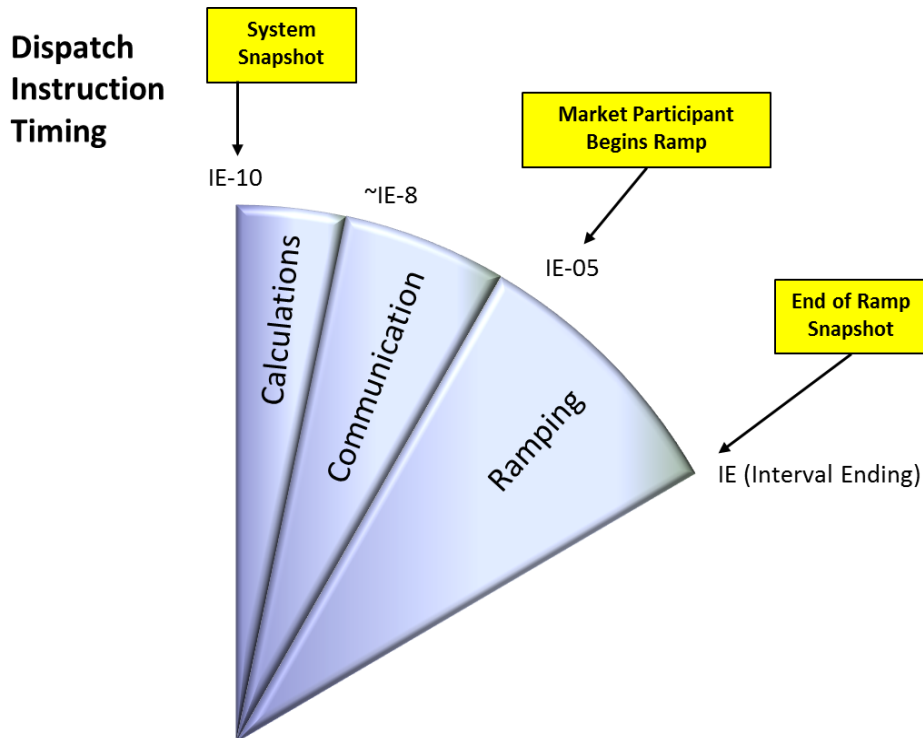 Dispatch
Instruction
Timing
System
Snapshot
Market Participant
Begins Ramp
IE-10
~IE-8
IE-05
End of Ramp
Snapshot
IE (Interval Ending)
Calculations
Communication
Ramping